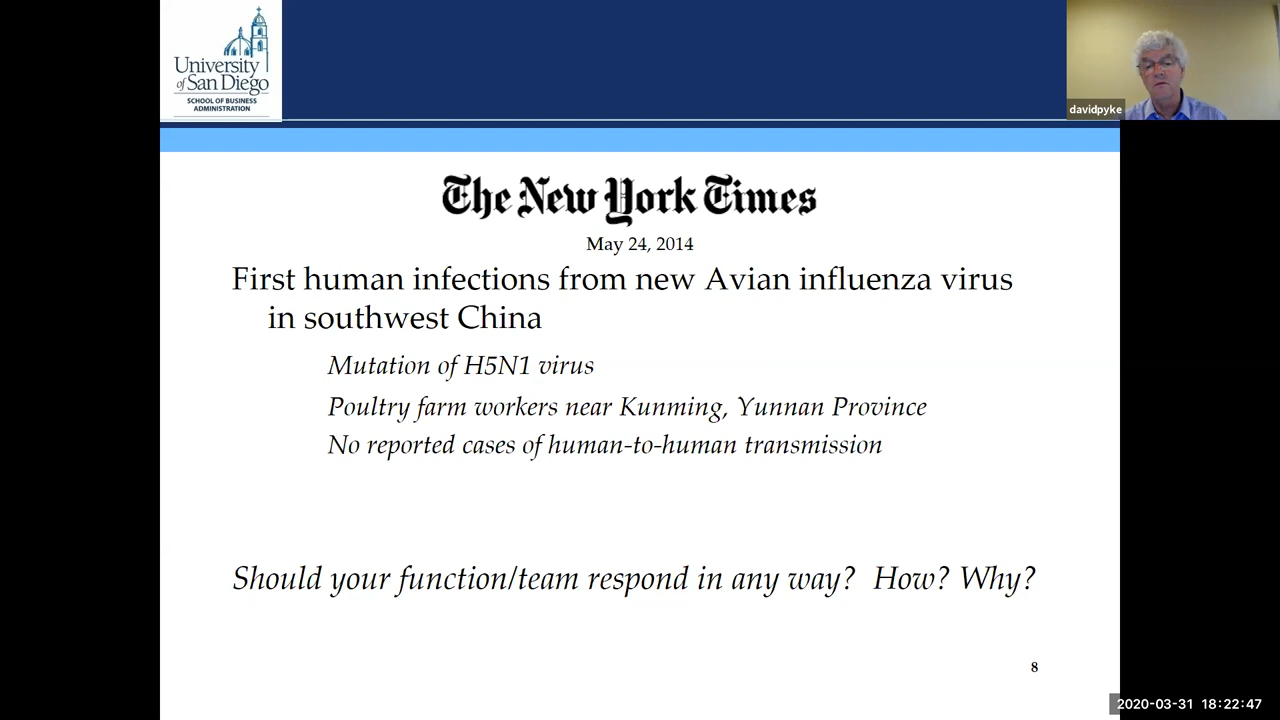 University
of San Diego
SCHOOL OF BUSINESS
ADMINISTRATION
davidpyke
The New York Times
May 24, 2014
First human infections from new Avian influenza virus
in southwest China
Mutation of H5N1 virus
Poultry farm workers near Kunming, Yunnan Province
No reported cases of human-to-human transmission
Should your function/team respond in any way? How? Why?
8
2020-03-31 18:22:47